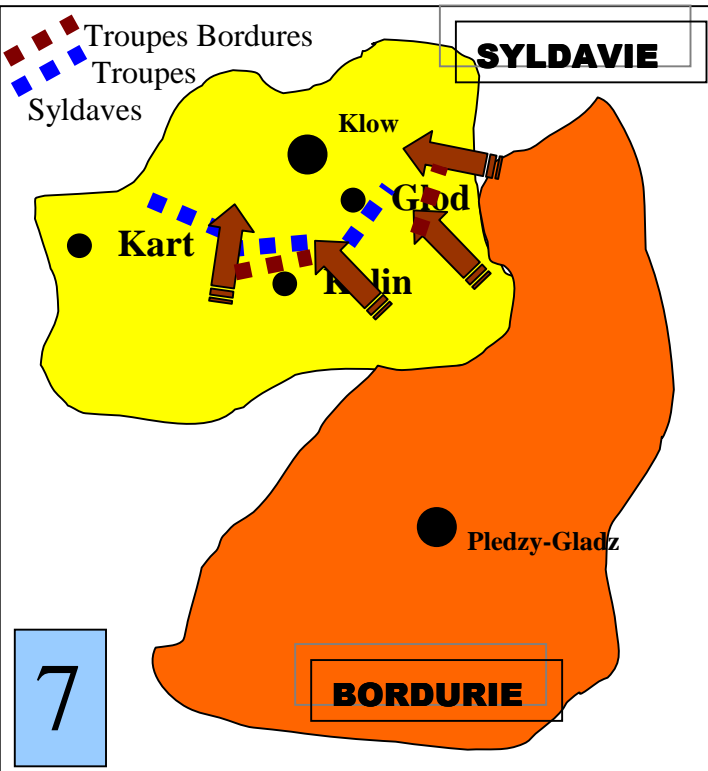 Troupes Bordures
Troupes
Syldaves
SYLDAVIE
Klow
Glod
Kart
Pledzy-Gladz
BORDURIE
7